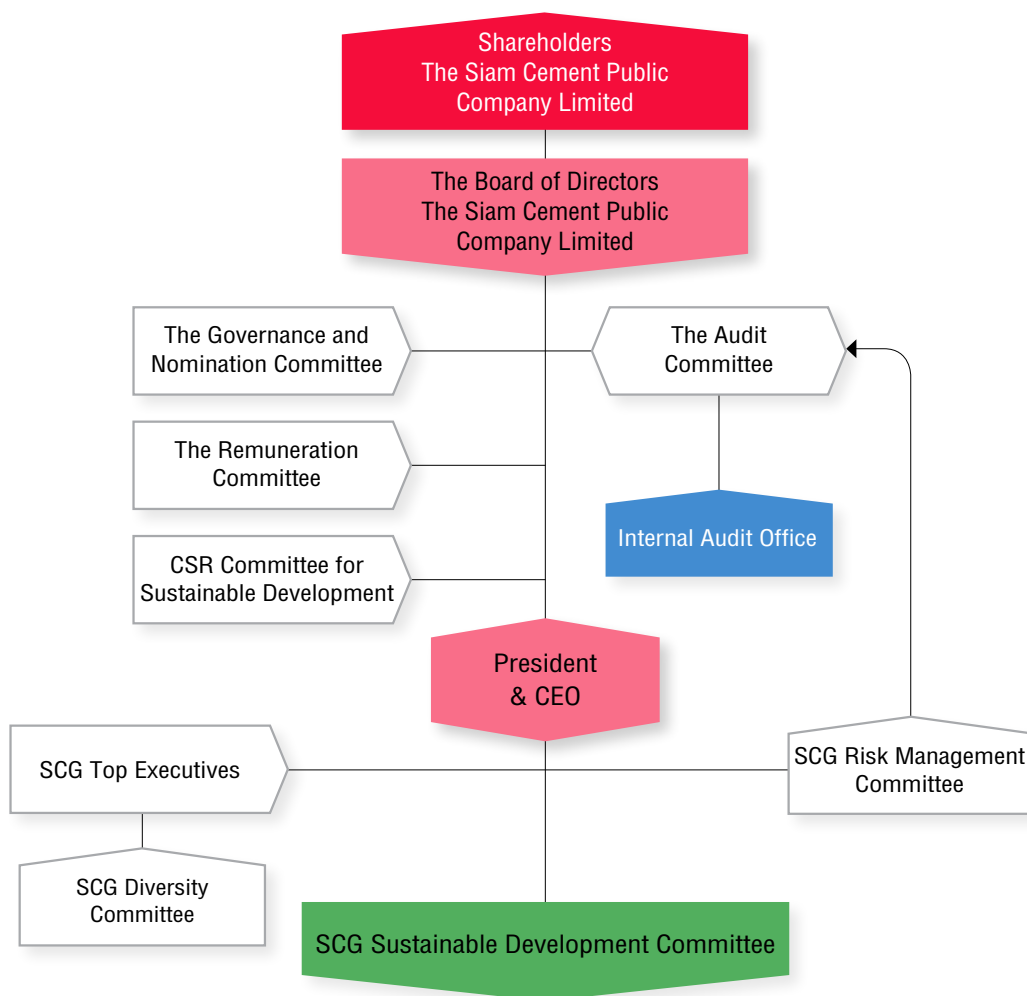 Shareholders
The Siam Cement Public
Company Limited
The Board of Directors
The Siam Cement Public
Company Limited
The Governance and
Nomination Committee
The Audit
Committee
The Remuneration
Committee
Internal Audit Office
CSR Committee for
Sustainable Development
President
& CEO
SCG Top Executives
SCG Risk Management
Committee
SCG Diversity
Committee
SCG Sustainable Development Committee